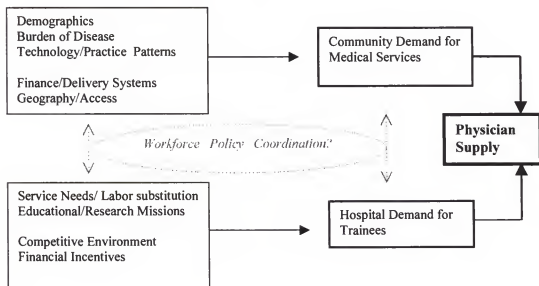 Demographics
Burden of Disease
Technology/Practice Patterns
Finance/Delivery Systems
Geography/Access
Community Demand for
Medical Services
Workforce Policy Coordination?
Physician
Supply
Service Needs/ Labor substitution
Educational/Research Missions
Competitive Environment
Financial Incentives
Hospital Demand for
Trainees